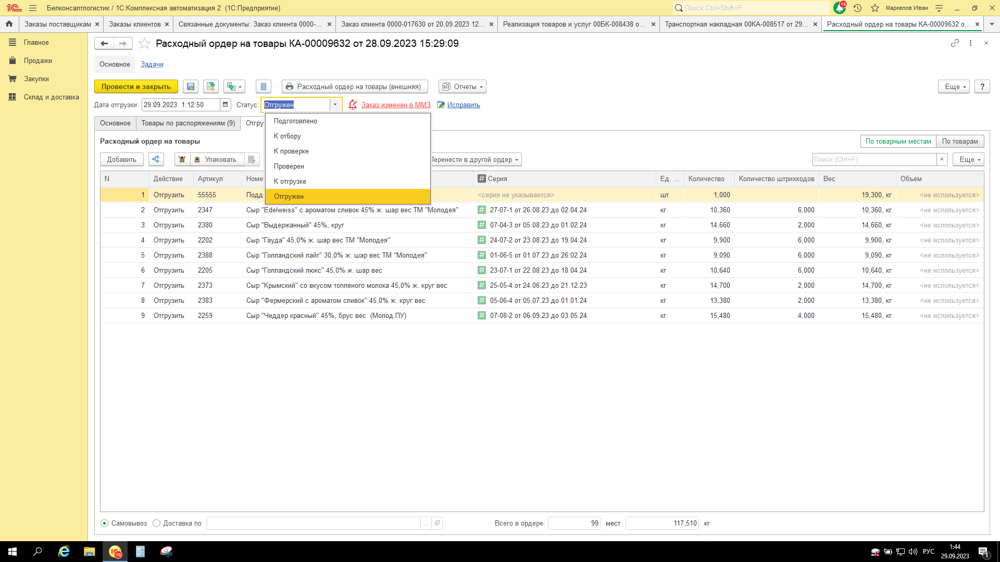 Белконсалтлогистик / 1С:Комплексная автоматизация 2 (1С:Предприятие)
Поиск Ctrl+Shift+F
15
Маркелов Иван
Заказы поставщикам
Заказы клиентов
Связанные документы: Заказ клиента 0000-...
Заказ клиента 0000-017630 от 20.09.2023 12...
Реализация товаров и услуг 00БК-008438 о...
Транспортная накладная 00КА-008517 от 29...
Расходный ордер на товары КА-00009632 о...
Главное
Продажи
Закупки
Склад и доставка
Расходный ордер на товары КА-00009632 от 28.09.2023 15:29:09
Основное Задачи
Провести и закрыть Расходный ордер на товары (внешняя) Отчеты Еще ?
Дата отгрузки: 29.09.2023 1:12:50 Статус: Отгружен Заказ изменен в ММЗ Исправить
Основное Товары по распоряжениям (9) Отгру
Подготовлено
К отбору
К проверке
Проверен
К отгрузке
Отгружен
Расходный ордер на товары По товарным местам По товарам
Добавить Упаковать Перенести в другой ордер Поиск (Ctrl+F) × Еще
N Действие Артикул Номе # Серия Ед. ... Количество Количество штрихкодов Вес Объем
1 Отгрузить 55555 Подд <серия не указывается> шт 1,000 19,300, кг <не используется>
2 Отгрузить 2347 Сыр "Edelweiss" с ароматом сливок 45% ж. шар вес ТМ "Молодея" # 27-07-1 от 26.08.23 до 02.04.24 кг 10,360 6,000 10,360, кг <не используется>
3 Отгрузить 2380 Сыр "Выдержанный" 45%, круг # 07-04-3 от 05.08.23 до 01.02.24 кг 14,660 2,000 14,660, кг <не используется>
4 Отгрузить 2202 Сыр "Гауда" 45,0% ж. шар вес ТМ "Молодея" # 24-07-2 от 23.08.23 до 19.04.24 кг 9,900 6,000 9,900, кг <не используется>
5 Отгрузить 2388 Сыр "Голландский лайт" 30,0% ж. шар вес ТМ "Молодея" # 01-06-5 от 01.07.23 до 26.02.24 кг 9,090 6,000 9,090, кг <не используется>
6 Отгрузить 2205 Сыр "Голландский люкс" 45,0% ж. шар вес # 23-07-1 от 22.08.23 до 18.04.24 кг 10,640 6,000 10,640, кг <не используется>
7 Отгрузить 2373 Сыр "Крымский" со вкусом топленого молока 45,0% ж. круг вес # 25-05-4 от 24.06.23 до 21.12.23 кг 14,700 2,000 14,700, кг <не используется>
8 Отгрузить 2383 Сыр "Фермерский с ароматом сливок" 45,0% ж. круг вес # 05-06-4 от 05.07.23 до 01.01.24 кг 13,380 2,000 13,380, кг <не используется>
9 Отгрузить 2259 Сыр "Чеддер красный" 45%, брус вес (Молод.ПУ) # 07-08-2 от 06.09.23 до 03.05.24 кг 15,480 4,000 15,480, кг <не используется>
Самовывоз Доставка по ... Всего в ордере: 99 мест 117,510 кг
15
РУС
1:44
29.09.2023
1